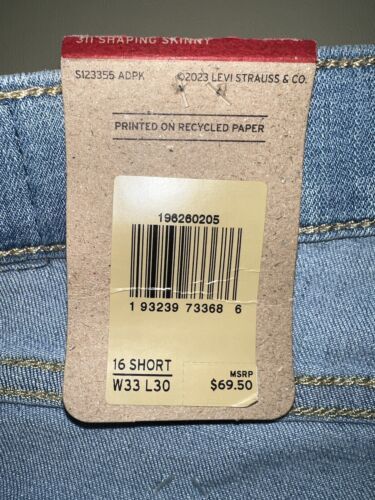 311 SHAPING SKINNY
S123355 ADPK ©2023 LEVI STRAUSS & CO.
PRINTED ON RECYCLED PAPER
196260205
1 93239 73368 6
16 SHORT
W33 L30
MSRP
$69.50